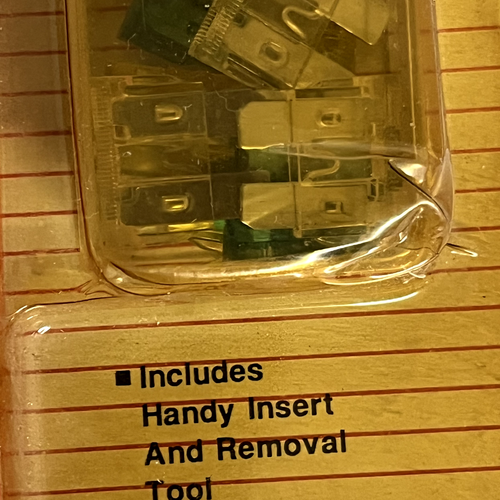 ■ Includes
Handy Insert
And Removal
Tool